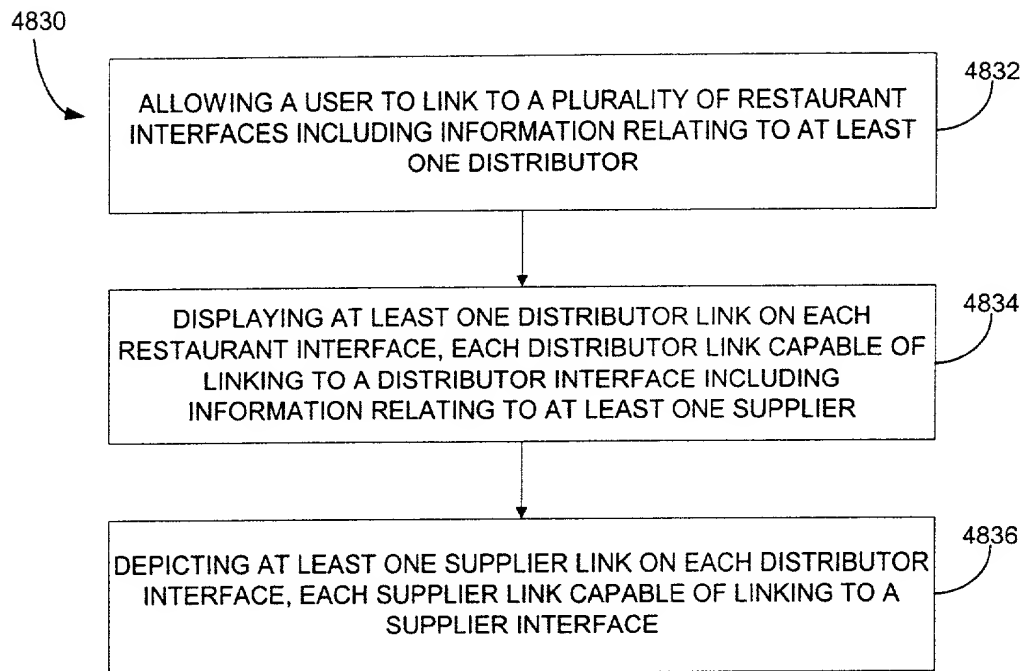 4830
4832
ALLOWING A USER TO LINK TO A PLURALITY OF RESTAURANT
INTERFACES INCLUDING INFORMATION RELATING TO AT LEAST
ONE DISTRIBUTOR
4834
DISPLAYING AT LEAST ONE DISTRIBUTOR LINK ON EACH
RESTAURANT INTERFACE, EACH DISTRIBUTOR LINK CAPABLE OF
LINKING TO A DISTRIBUTOR INTERFACE INCLUDING
INFORMATION RELATING TO AT LEAST ONE SUPPLIER
4836
DEPICTING AT LEAST ONE SUPPLIER LINK ON EACH DISTRIBUTOR
INTERFACE, EACH SUPPLIER LINK CAPABLE OF LINKING TO A
SUPPLIER INTERFACE